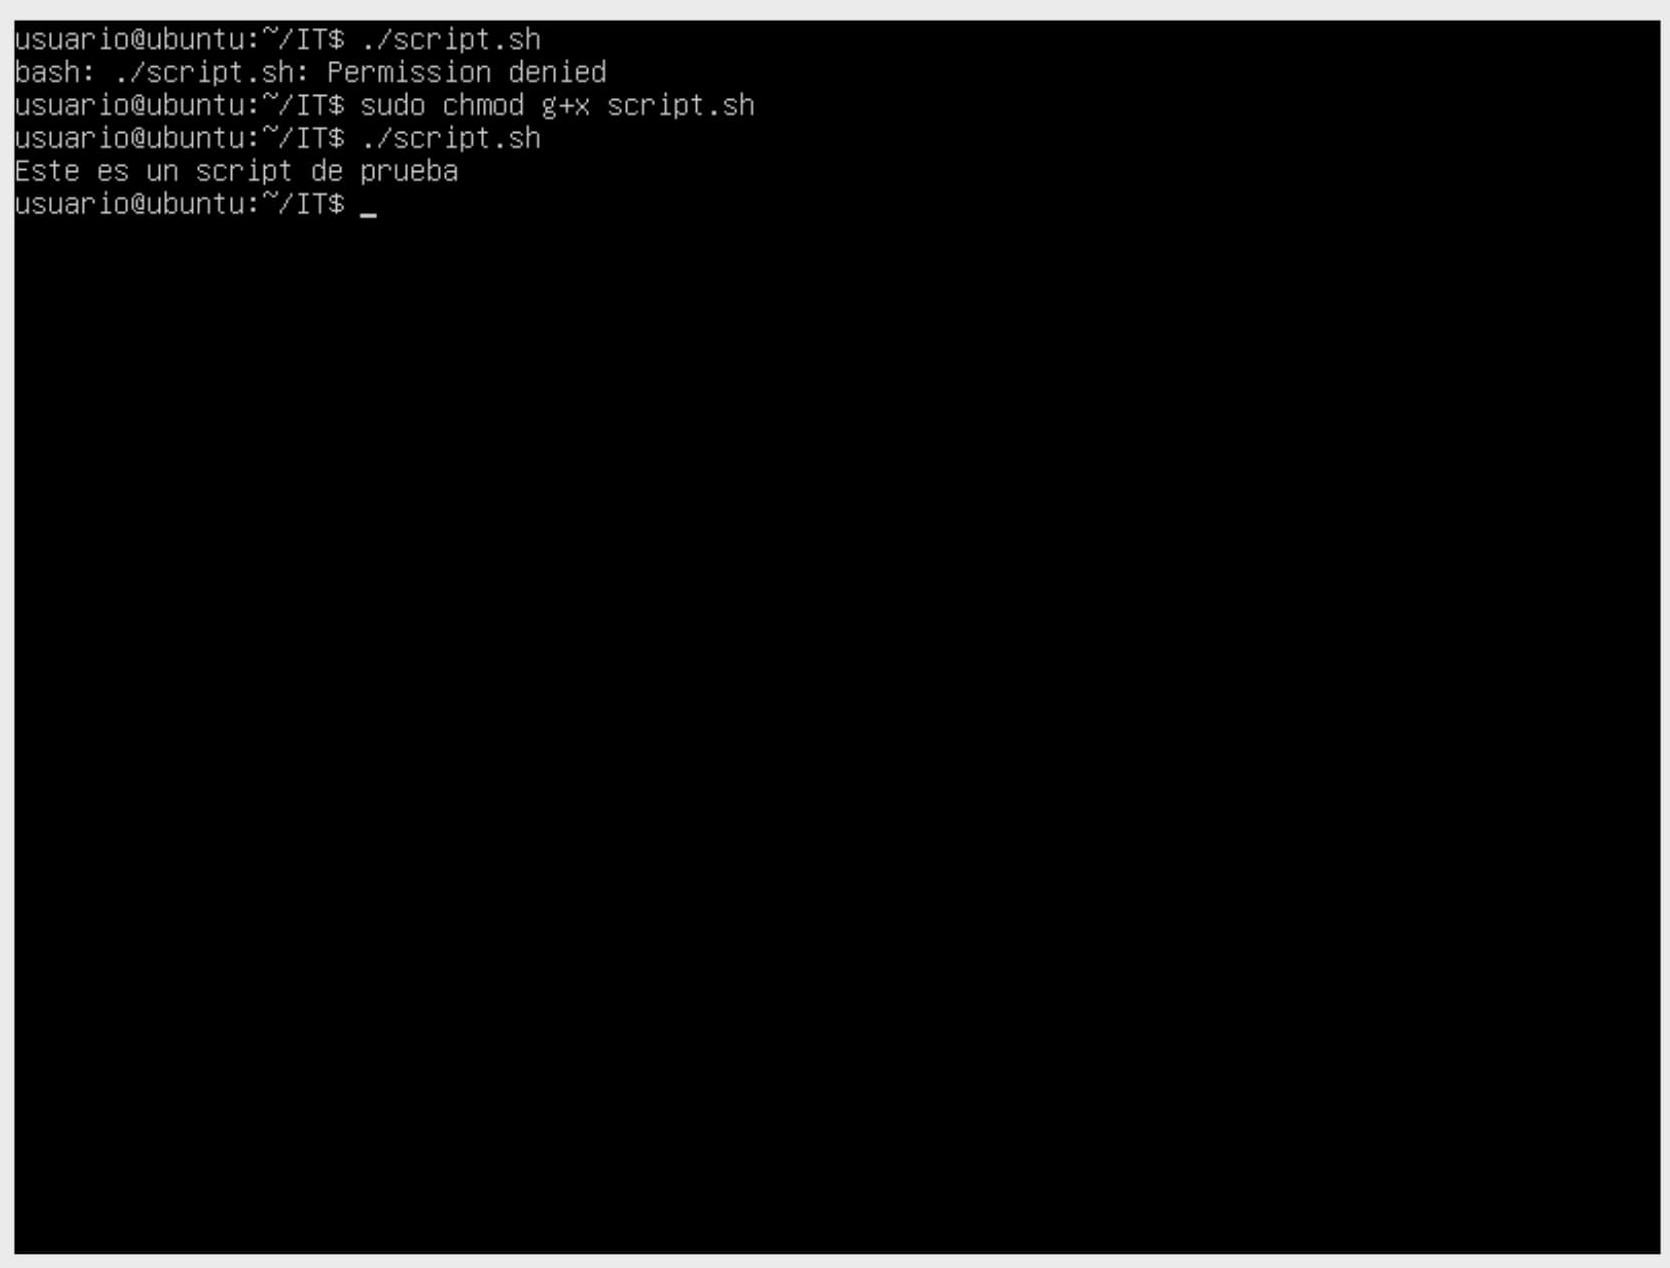 usuario@ubuntu:~/IT$ ./script.sh
bash: ./script.sh: Permission denied
usuario@ubuntu:~/IT$ sudo chmod g+x script.sh
usuario@ubuntu:~/IT$ ./script.sh
Este es un script de prueba
usuario@ubuntu:~/IT$ _